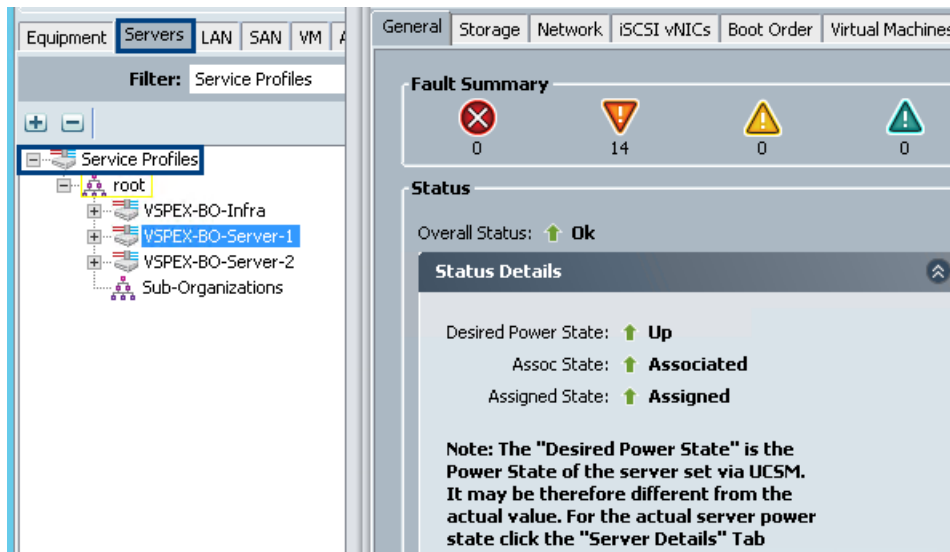 Equipment Servers LAN SAN VM
Filter: Service Profiles
Service Profiles
root
VSPEX-BO-Infra
VSPEX-BO-Server-1
VSPEX-BO-Server-2
Sub-Organizations
General Storage Network iSCSI vNICs Boot Order Virtual Machines
Fault Summary
0 14 0 0
Status
Overall Status: Ok
Status Details
Desired Power State: Up
Assoc State: Associated
Assigned State: Assigned
Note: The "Desired Power State" is the
Power State of the server set via UCSM.
It may be therefore different from the
actual value. For the actual server power
state click the "Server Details" Tab